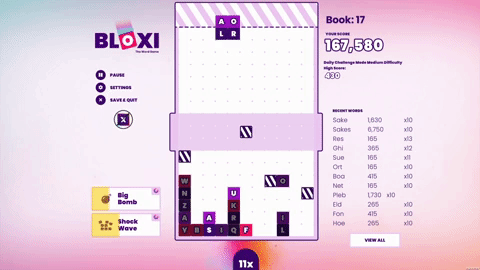 BLOXI
The Word Game
PAUSE
SETTINGS
SAVE & QUIT
Big
Bomb
Shock
Wave
A O
L R
W
N
Z U
A K
Z A R I
A S R L
Y B S I Q F
O
11x
Book: 17
YOUR SCORE
167,580
Daily Challenge Mode Medium Difficulty
High Score:
430
RECENT WORDS
Sake 1,630 x10
Sakes 6,750 x10
Res 165 x13
Ghi 365 x12
Sue 165 x11
Ort 165 x10
Boa 415 x10
Net 165 x10
Pleb 1,730 x10
Eld 265 x10
Fan 415 x10
Hoe 265 x10
VIEW ALL